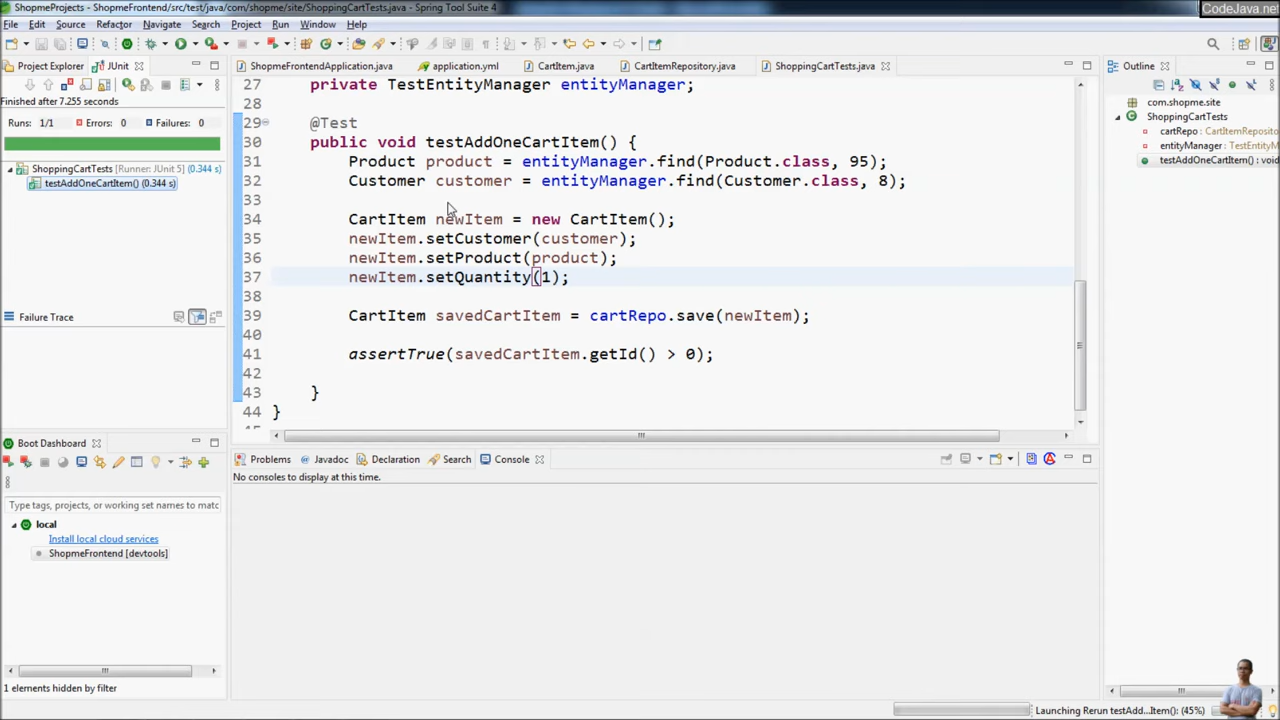 ShopmeProjects - ShopmeFrontend/src/test/java/com/shopme/site/ShoppingCartTests.java - Spring Tool Suite 4
CodeJava.net
File Edit Source Refactor Navigate Search Project Run Window Help
Project Explorer JUnit
Finished after 7.255 seconds
Runs: 1/1 Errors: 0 Failures: 0
ShoppingCartTests [Runner: JUnit 5] (0.344 s)
testAddOneCartItem() (0.344 s)
Failure Trace
Boot Dashboard
Type tags, projects, or working set names to matc
local
Install local cloud services
ShopmeFrontend [devtools]
1 elements hidden by filter
ShopmeFrontendApplication.java application.yml CartItem.java CartItemRepository.java ShoppingCartTests.java
27 private TestEntityManager entityManager;
28
29 @Test
30 public void testAddOneCartItem() {
31 Product product = entityManager.find(Product.class, 95);
32 Customer customer = entityManager.find(Customer.class, 8);
33
34 CartItem newItem = new CartItem();
35 newItem.setCustomer(customer);
36 newItem.setProduct(product);
37 newItem.setQuantity(1);
38
39 CartItem savedCartItem = cartRepo.save(newItem);
40
41 assertTrue(savedCartItem.getId() > 0);
42
43 }
44 }
Problems Javadoc Declaration Search Console
No consoles to display at this time.
Outline
com.shopme.site
ShoppingCartTests
cartRepo : CartItemReposito
entityManager : TestEntityM
testAddOneCartItem() : void
Launching Rerun testAdd...Item(): (45%)